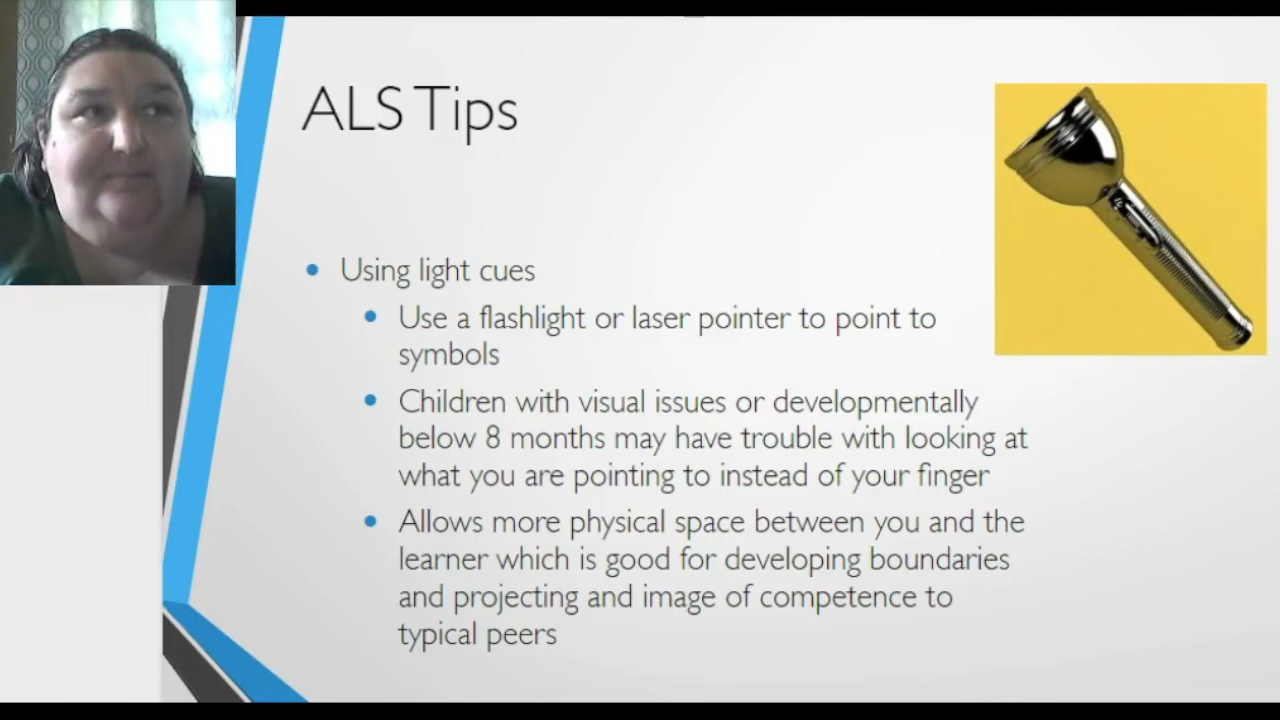 ALS Tips
Using light cues
Use a flashlight or laser pointer to point to
symbols
Children with visual issues or developmentally
below 8 months may have trouble with looking at
what you are pointing to instead of your finger
Allows more physical space between you and the
learner which is good for developing boundaries
and projecting and image of competence to
typical peers